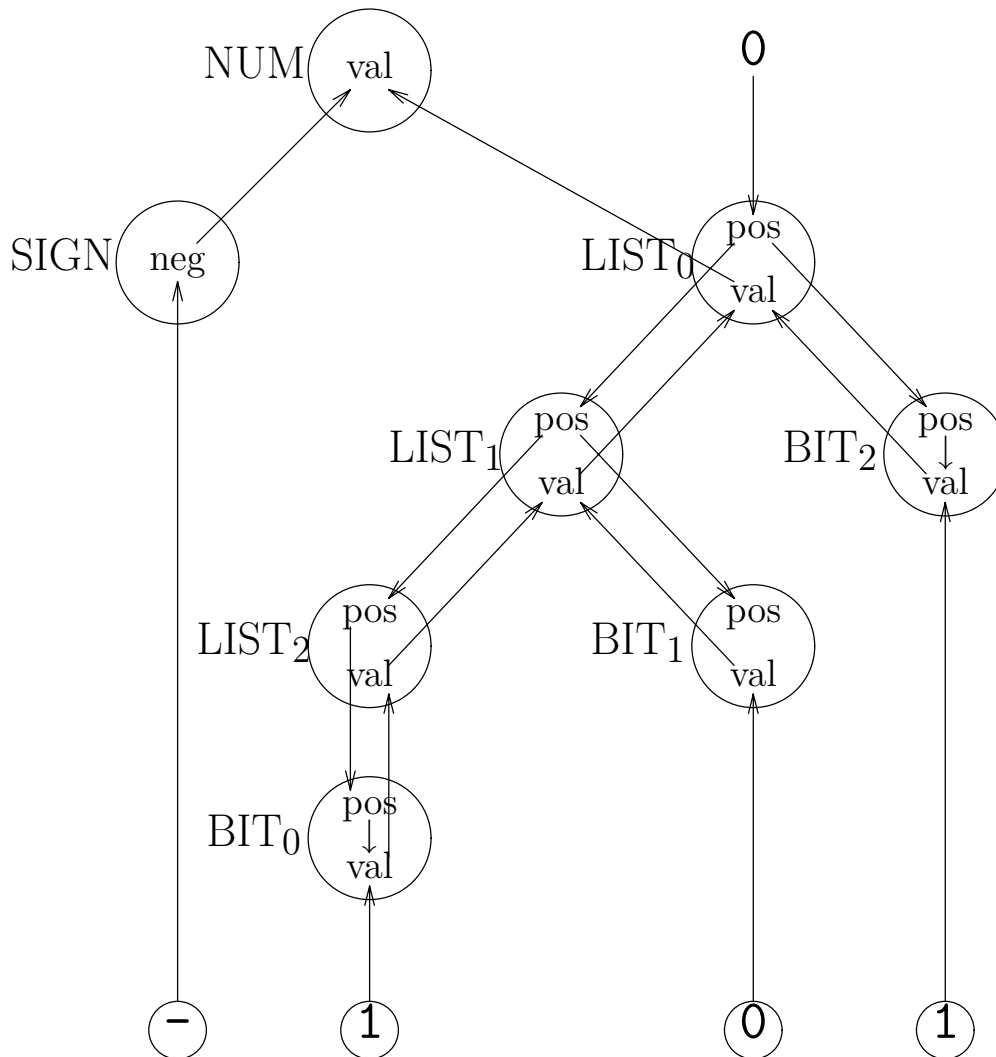 NUM val 0
SIGN neg LIST₀ pos
val
LIST₁ pos BIT₂ pos
↓
val val
LIST₂ pos BIT₁ pos
val val
BIT₀ pos
↓
val
- 1 0 1